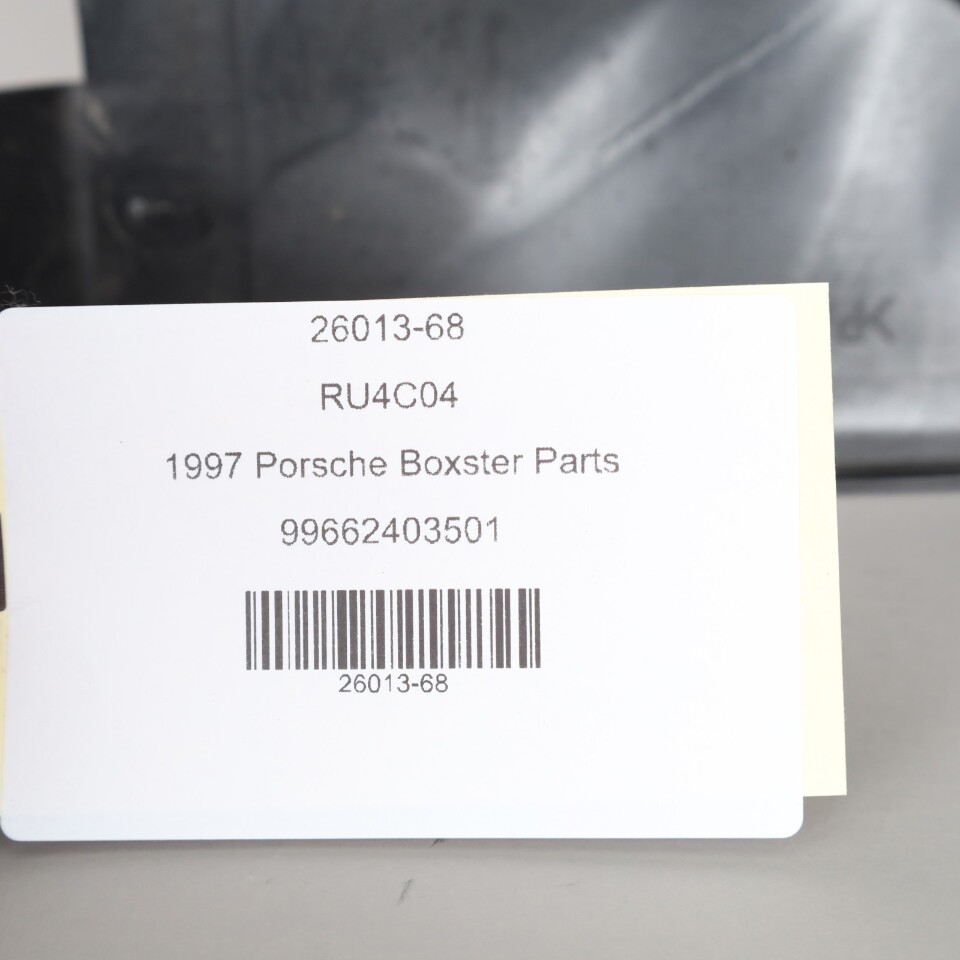 26013-68
RU4C04
1997 Porsche Boxster Parts
99662403501
26013-68